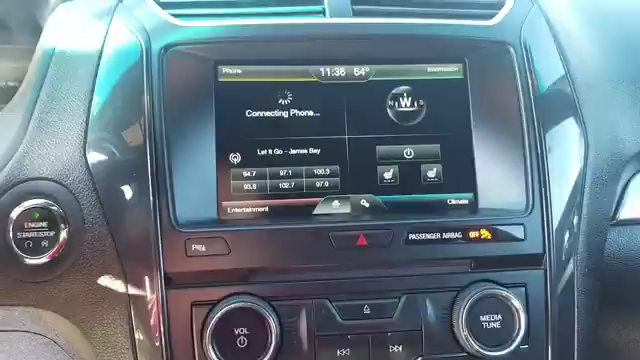 Phone 11:36 64°
Connecting Phone...
N W S
Let It Go - James Bay
94.7 97.1 100.3
93.9 102.7 97.9
Entertainment Climate
ENGINE
START/STOP
PASSENGER AIRBAG OFF
VOL
MEDIA
TUNE